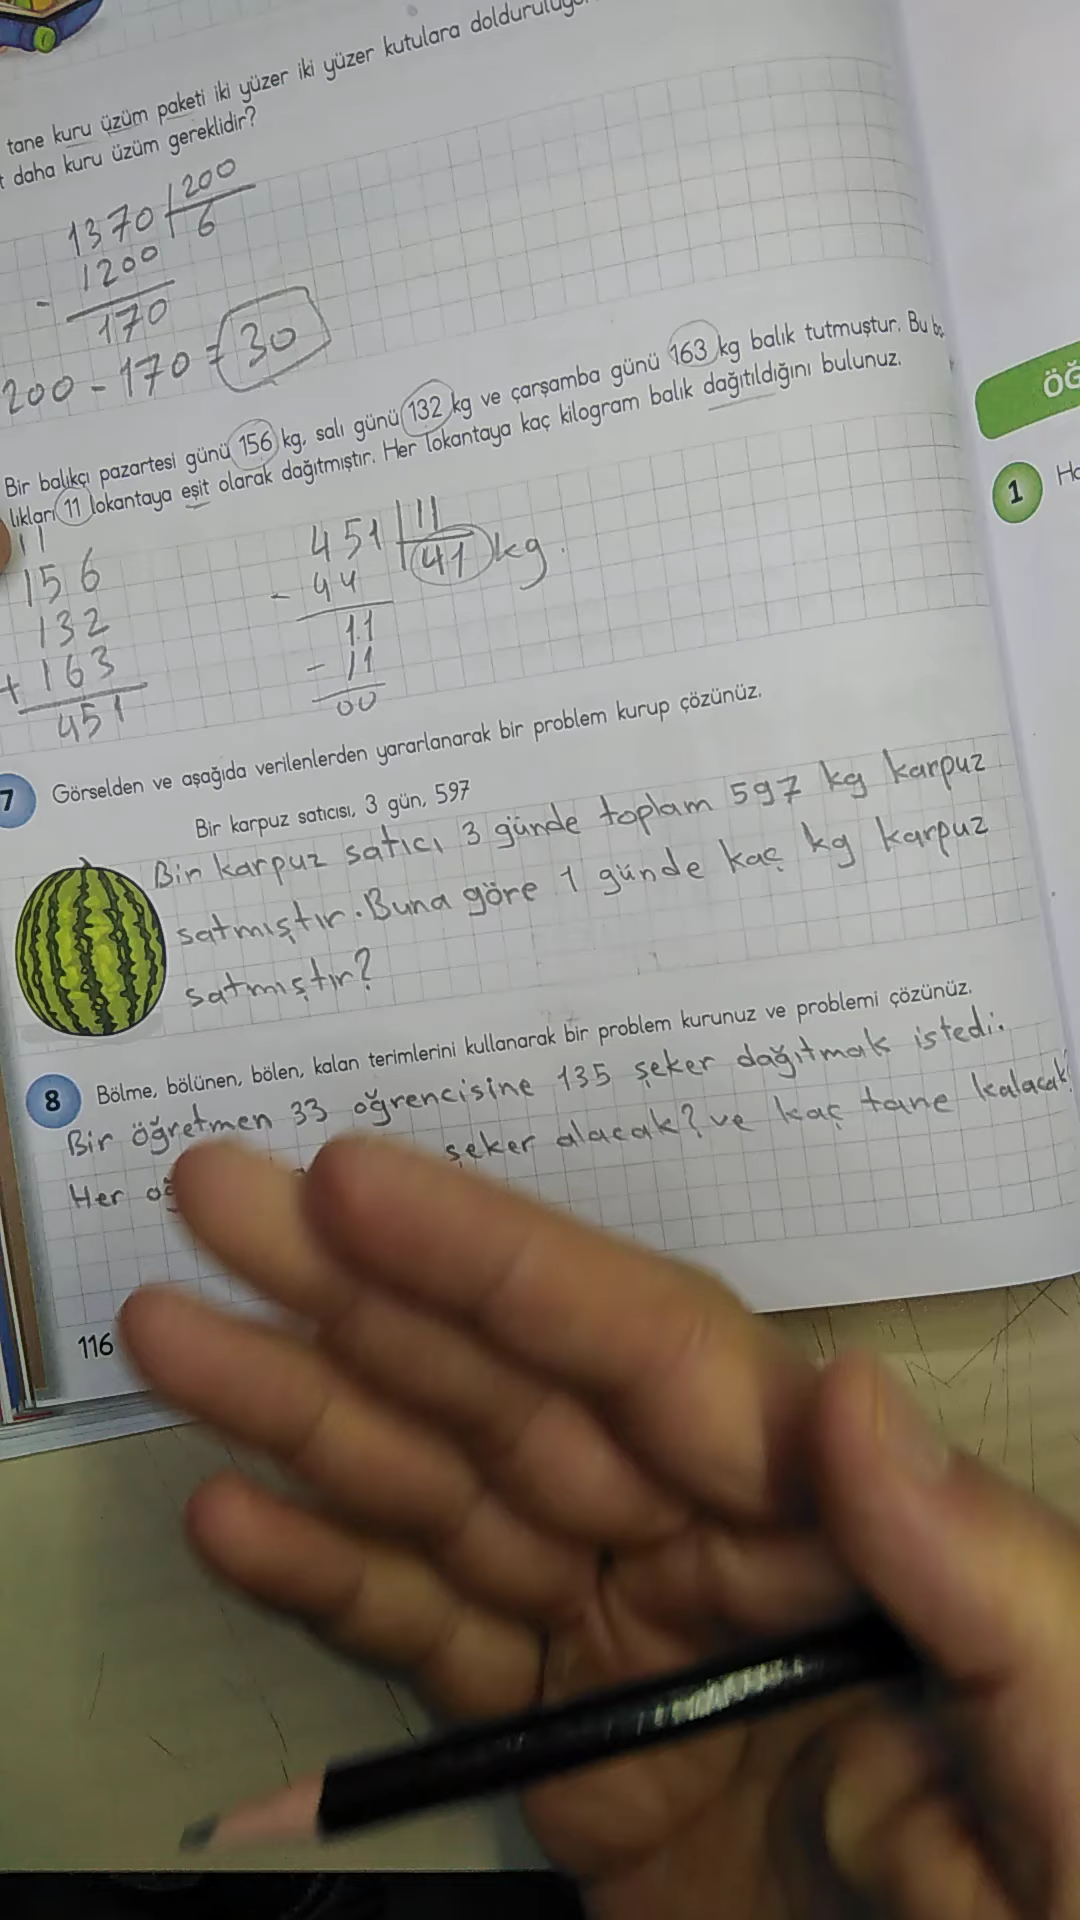 tane kuru üzüm paketi iki yüzer iki yüzer kutulara
daha kuru üzüm gereklidir?
1370 200
- 1200 6
170
200 - 170 = 30
Bir balıkçı pazartesi günü 156 kg, salı günü 132 kg ve çarşamba günü 163 kg balık tutmuştur. Bu
lıkları 11 lokantaya eşit olarak dağıtmıştır. Her lokantaya kaç kilogram balık dağıtıldığını bulunuz.
11
156
132
+ 163
451
451 11
- 44 41 kg.
11
- 11
00
7 Görselden ve aşağıda verilenlerden yararlanarak bir problem kurup çözünüz.
Bir karpuz satıcısı, 3 gün, 597
Bir karpuz satıcı 3 günde toplam 597 kg karpuz
satmıştır. Buna göre 1 günde kaç kg karpuz
satmıştır?
8 Bölme, bölünen, bölen, kalan terimlerini kullanarak bir problem kurunuz ve problemi çözünüz.
Bir öğretmen 33 öğrencisine 135 şeker dağıtmak istedi.
Her şeker alacak? ve kaç tane kalacak?
116
ÖĞ
1